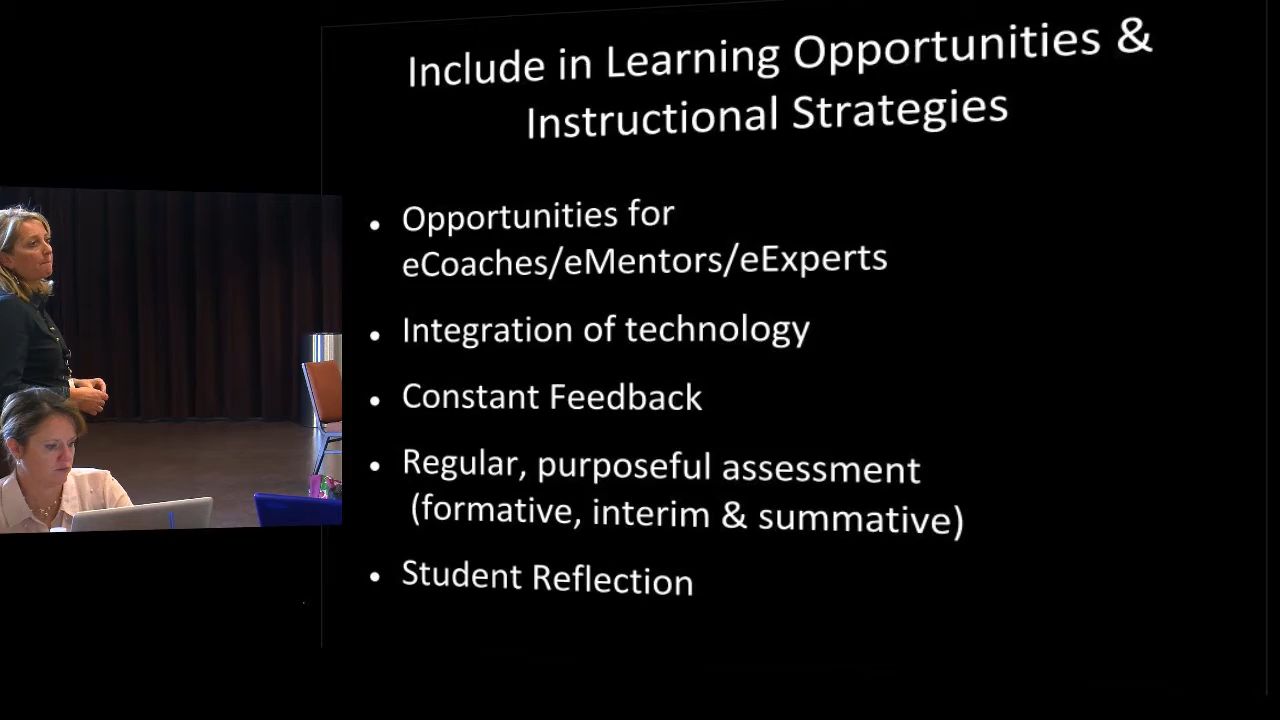 Include in Learning Opportunities &
Instructional Strategies
• Opportunities for
eCoaches/eMentors/eExperts
• Integration of technology
• Constant Feedback
• Regular, purposeful assessment
(formative, interim & summative)
• Student Reflection